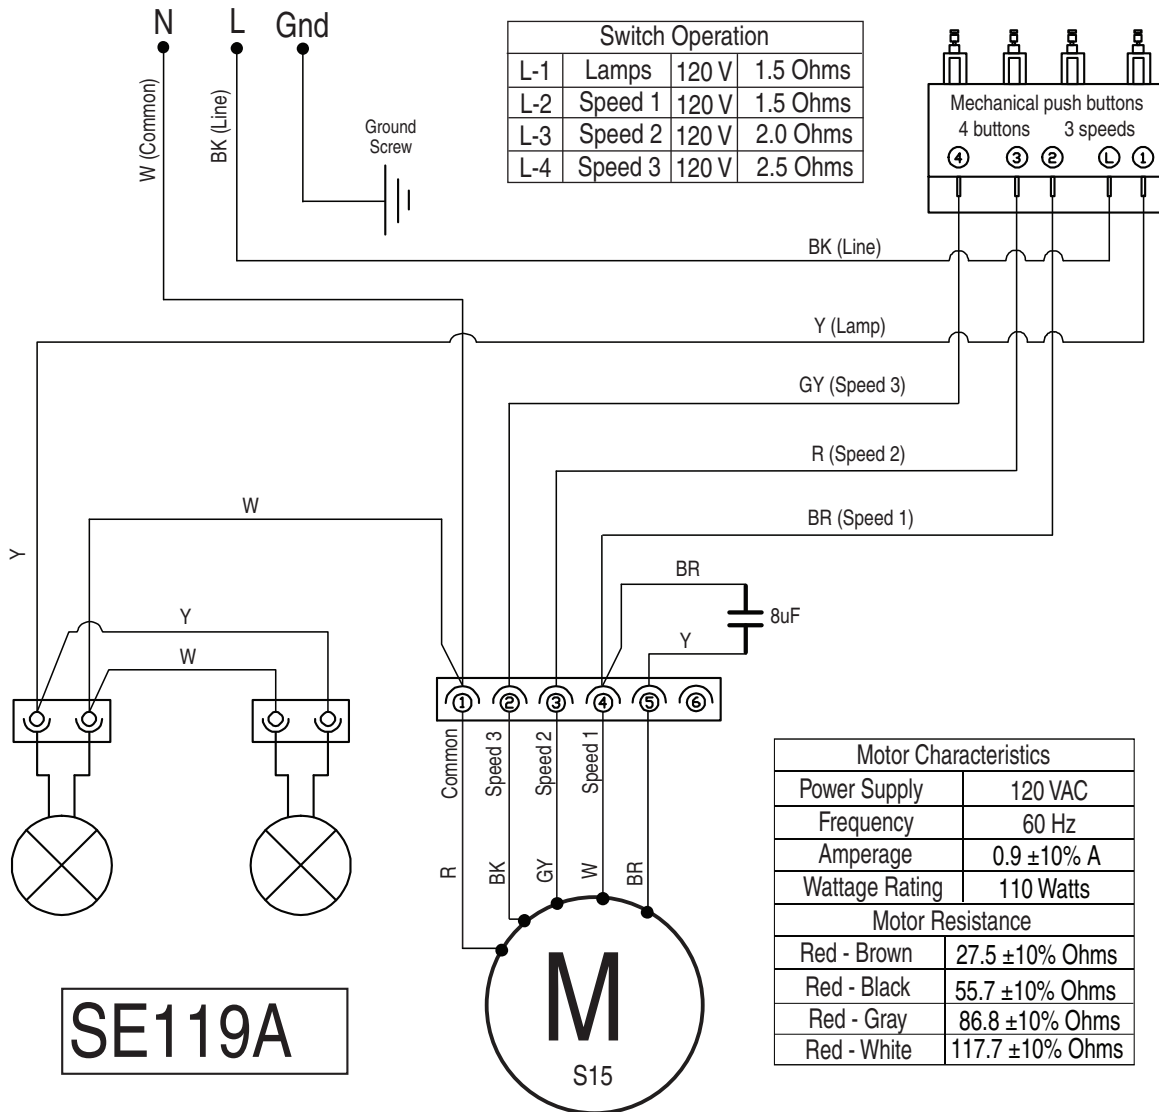 N L Gnd
W (Common)
BK (Line)
Ground
Screw
Switch Operation
L-1 Lamps 120 V 1.5 Ohms
L-2 Speed 1 120 V 1.5 Ohms
L-3 Speed 2 120 V 2.0 Ohms
L-4 Speed 3 120 V 2.5 Ohms
Mechanical push buttons
4 buttons 3 speeds
4 3 2 L 1
BK (Line)
Y (Lamp)
GY (Speed 3)
R (Speed 2)
BR (Speed 1)
W
Y
Y
W
BR
8uF
Y
1 2 3 4 5 6
Common
Speed 3
Speed 2
Speed 1
R
BK
GY
W
BR
M
S15
SE119A
Motor Characteristics
Power Supply 120 VAC
Frequency 60 Hz
Amperage 0.9 ±10% A
Wattage Rating 110 Watts
Motor Resistance
Red - Brown 27.5 ±10% Ohms
Red - Black 55.7 ±10% Ohms
Red - Gray 86.8 ±10% Ohms
Red - White 117.7 ±10% Ohms